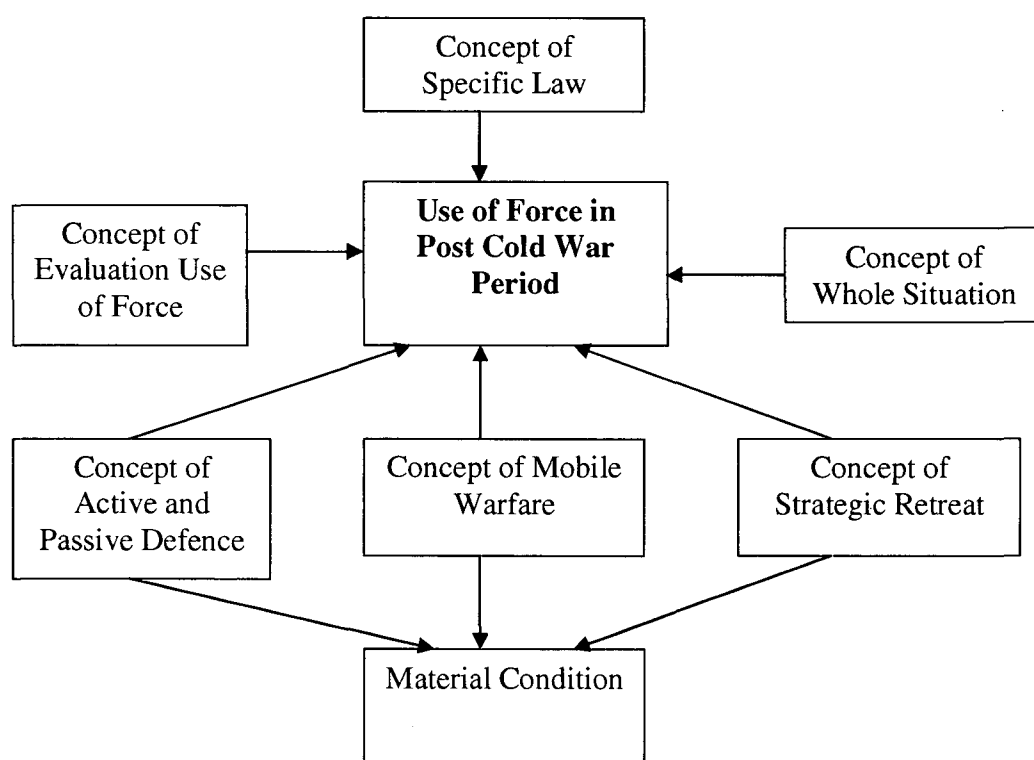 Concept of
Specific Law
Use of Force in
Post Cold War
Period
Concept of
Evaluation Use
of Force
Concept of
Whole Situation
Concept of
Active and
Passive Defence
Concept of Mobile
Warfare
Concept of
Strategic Retreat
Material Condition